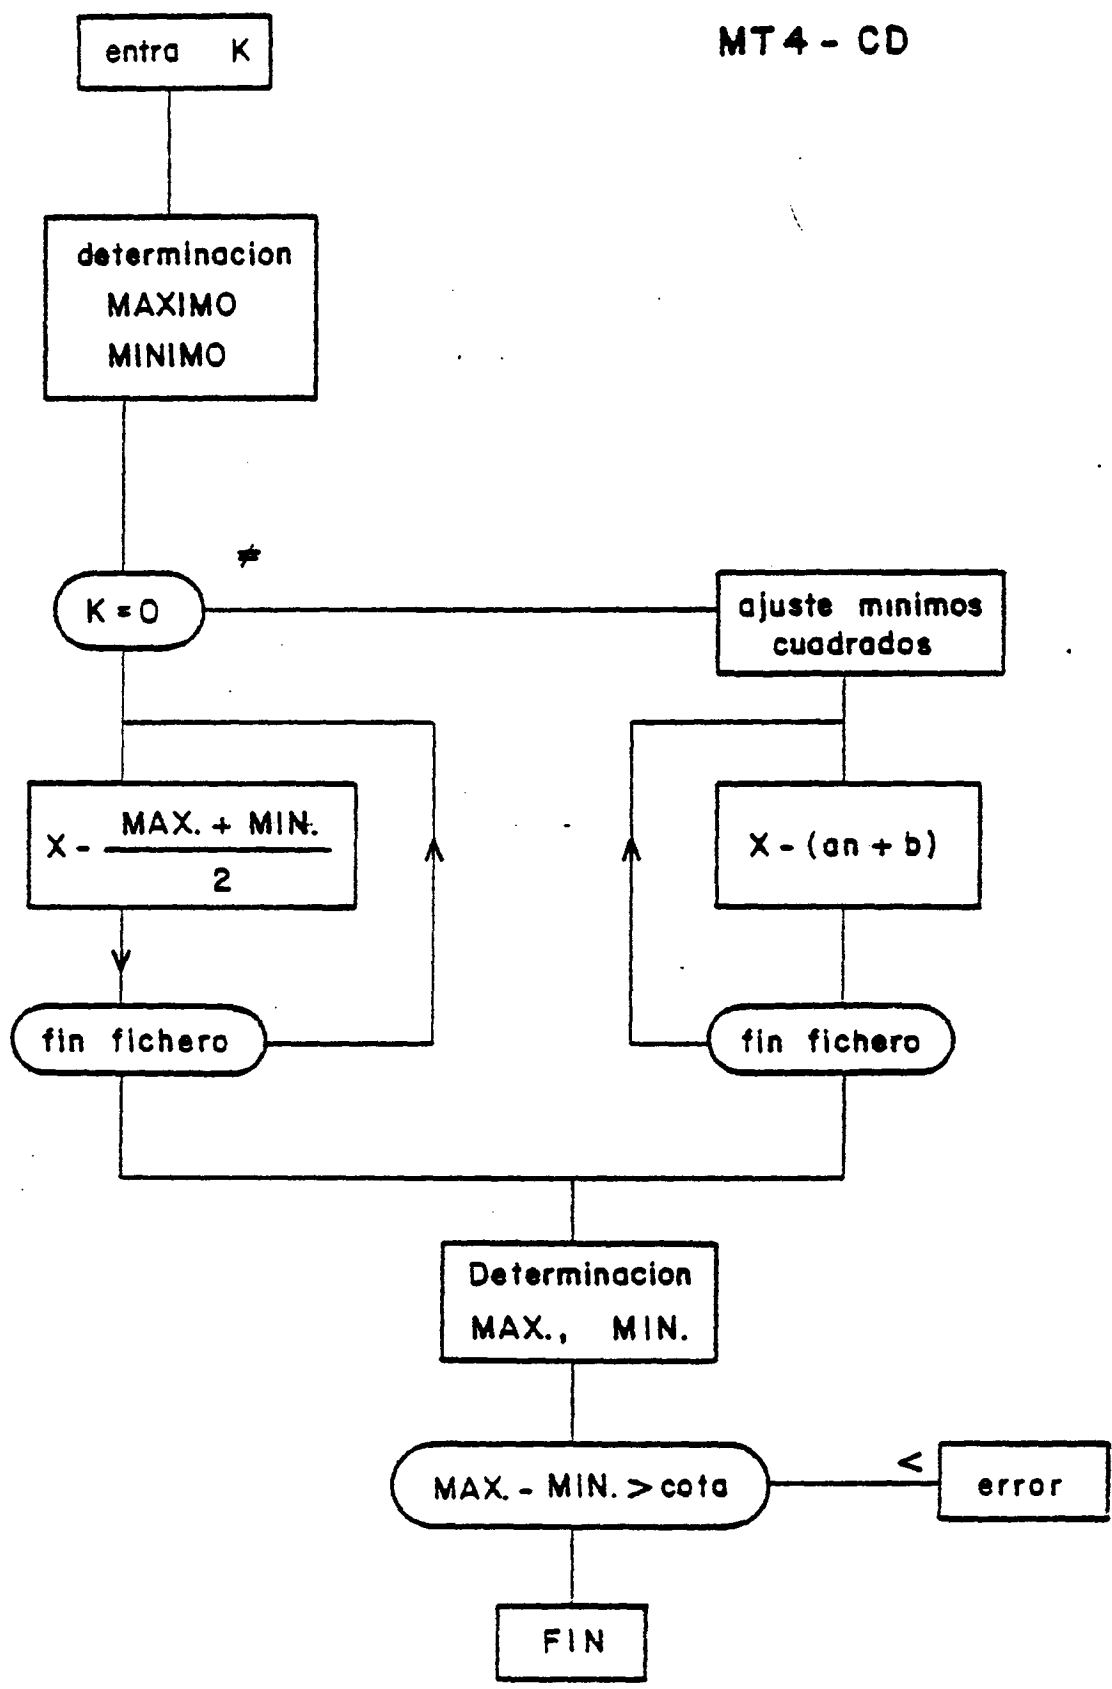 entra K
MT4 - CD
determinacion
MAXIMO
MINIMO
≠
K = 0
ajuste minimos
cuadrados
X - MAX. + MIN.
2
X - (an + b)
fin fichero
fin fichero
Determinacion
MAX., MIN.
MAX. - MIN. > cota
<
error
FIN